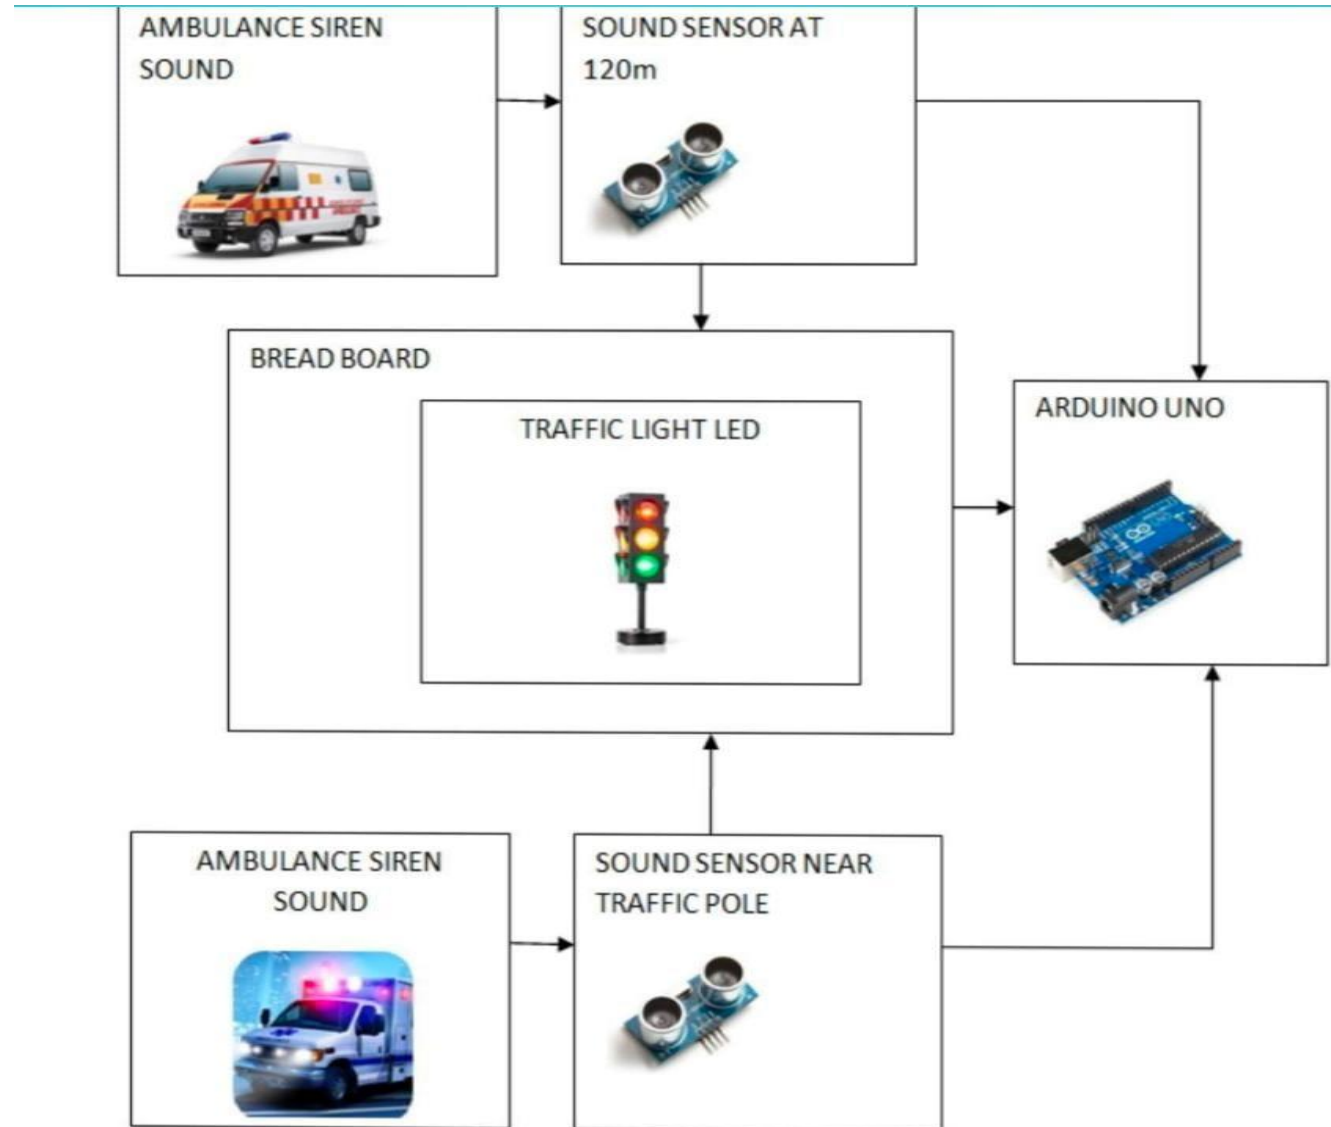 AMBULANCE SIREN
SOUND
SOUND SENSOR AT
120m
BREAD BOARD
TRAFFIC LIGHT LED
ARDUINO UNO
AMBULANCE SIREN
SOUND
SOUND SENSOR NEAR
TRAFFIC POLE